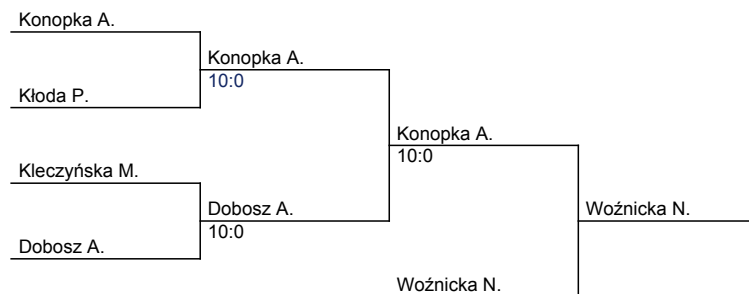 Konopka A.
Konopka A.
10:0
Kłoda P.
Konopka A.
10:0
Kleczyńska M.
Dobosz A.
10:0
Woźnicka N.
Dobosz A.
Woźnicka N.